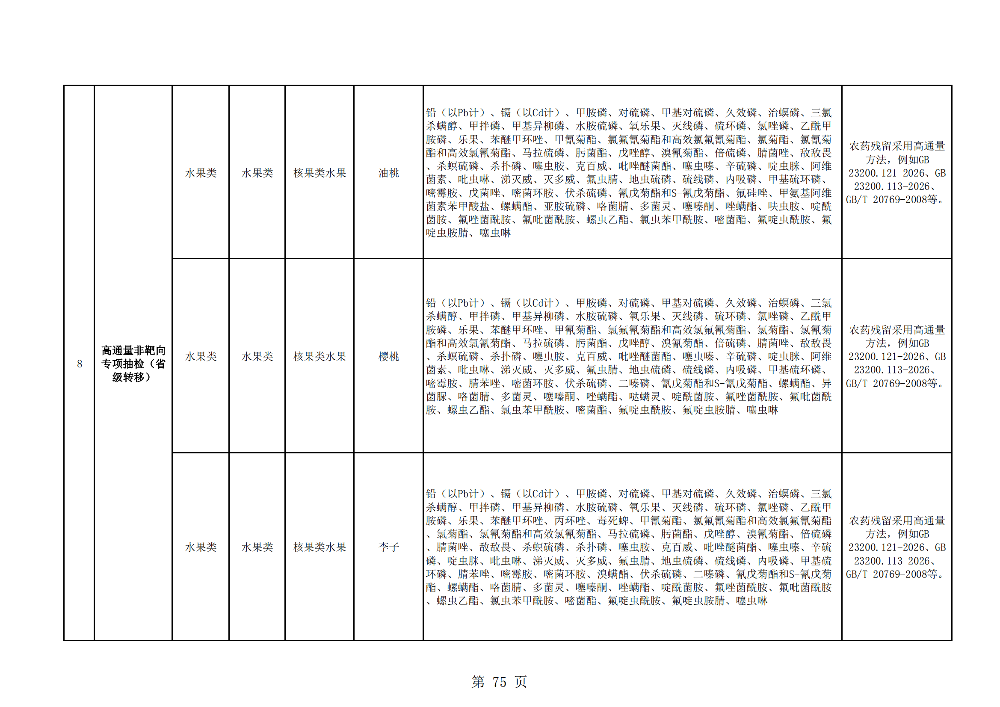 8
高通量非靶向
专项抽检（省
级转移）
水果类
水果类
核果类水果
油桃
铅（以Pb计）、镉（以Cd计）、甲胺磷、对硫磷、甲基对硫磷、久效磷、治螟磷、三氯
杀螨醇、甲拌磷、甲基异柳磷、水胺硫磷、氧乐果、灭线磷、硫环磷、氯唑磷、乙酰甲
胺磷、乐果、苯醚甲环唑、甲氰菊酯、氯氟氰菊酯和高效氯氟氰菊酯、氯菊酯、氯氰菊
酯和高效氯氰菊酯、马拉硫磷、肟菌酯、戊唑醇、溴氰菊酯、倍硫磷、腈菌唑、敌敌畏
、杀螟硫磷、杀扑磷、噻虫胺、克百威、吡唑醚菌酯、噻虫嗪、辛硫磷、啶虫脒、阿维
菌素、吡虫啉、涕灭威、灭多威、氟虫腈、地虫硫磷、硫线磷、内吸磷、甲基硫环磷、
嘧霉胺、戊菌唑、嘧菌环胺、伏杀硫磷、氰戊菊酯和S-氰戊菊酯、氟硅唑、甲氨基阿维
菌素苯甲酸盐、螺螨酯、亚胺硫磷、咯菌腈、多菌灵、噻嗪酮、唑螨酯、呋虫胺、啶酰
菌胺、氟唑菌酰胺、氟吡菌酰胺、螺虫乙酯、氯虫苯甲酰胺、嘧菌酯、氟啶虫酰胺、氟
啶虫胺腈、噻虫啉
农药残留采用高通量
方法，例如GB
23200.121-2026、GB
23200.113-2026、
GB/T 20769-2008等。
水果类
水果类
核果类水果
樱桃
铅（以Pb计）、镉（以Cd计）、甲胺磷、对硫磷、甲基对硫磷、久效磷、治螟磷、三氯
杀螨醇、甲拌磷、甲基异柳磷、水胺硫磷、氧乐果、灭线磷、硫环磷、氯唑磷、乙酰甲
胺磷、乐果、苯醚甲环唑、甲氰菊酯、氯氟氰菊酯和高效氯氟氰菊酯、氯菊酯、氯氰菊
酯和高效氯氰菊酯、马拉硫磷、肟菌酯、戊唑醇、溴氰菊酯、倍硫磷、腈菌唑、敌敌畏
、杀螟硫磷、杀扑磷、噻虫胺、克百威、吡唑醚菌酯、噻虫嗪、辛硫磷、啶虫脒、阿维
菌素、吡虫啉、涕灭威、灭多威、氟虫腈、地虫硫磷、硫线磷、内吸磷、甲基硫环磷、
嘧霉胺、腈苯唑、嘧菌环胺、伏杀硫磷、二嗪磷、氰戊菊酯和S-氰戊菊酯、螺螨酯、异
菌脲、咯菌腈、多菌灵、噻嗪酮、唑螨酯、哒螨灵、啶酰菌胺、氟唑菌酰胺、氟吡菌酰
胺、螺虫乙酯、氯虫苯甲酰胺、嘧菌酯、氟啶虫酰胺、氟啶虫胺腈、噻虫啉
农药残留采用高通量
方法，例如GB
23200.121-2026、GB
23200.113-2026、
GB/T 20769-2008等。
水果类
水果类
核果类水果
李子
铅（以Pb计）、镉（以Cd计）、甲胺磷、对硫磷、甲基对硫磷、久效磷、治螟磷、三氯
杀螨醇、甲拌磷、甲基异柳磷、水胺硫磷、氧乐果、灭线磷、硫环磷、氯唑磷、乙酰甲
胺磷、乐果、苯醚甲环唑、丙环唑、毒死蜱、甲氰菊酯、氯氟氰菊酯和高效氯氟氰菊酯
、氯菊酯、氯氰菊酯和高效氯氰菊酯、马拉硫磷、肟菌酯、戊唑醇、溴氰菊酯、倍硫磷
、腈菌唑、敌敌畏、杀螟硫磷、杀扑磷、噻虫胺、克百威、吡唑醚菌酯、噻虫嗪、辛硫
磷、啶虫脒、吡虫啉、涕灭威、灭多威、氟虫腈、地虫硫磷、硫线磷、内吸磷、甲基硫
环磷、腈苯唑、嘧霉胺、嘧菌环胺、溴螨酯、伏杀硫磷、二嗪磷、氰戊菊酯和S-氰戊菊
酯、螺螨酯、咯菌腈、多菌灵、噻嗪酮、唑螨酯、啶酰菌胺、氟唑菌酰胺、氟吡菌酰胺
、螺虫乙酯、氯虫苯甲酰胺、嘧菌酯、氟啶虫酰胺、氟啶虫胺腈、噻虫啉
农药残留采用高通量
方法，例如GB
23200.121-2026、GB
23200.113-2026、
GB/T 20769-2008等。
第 75 页